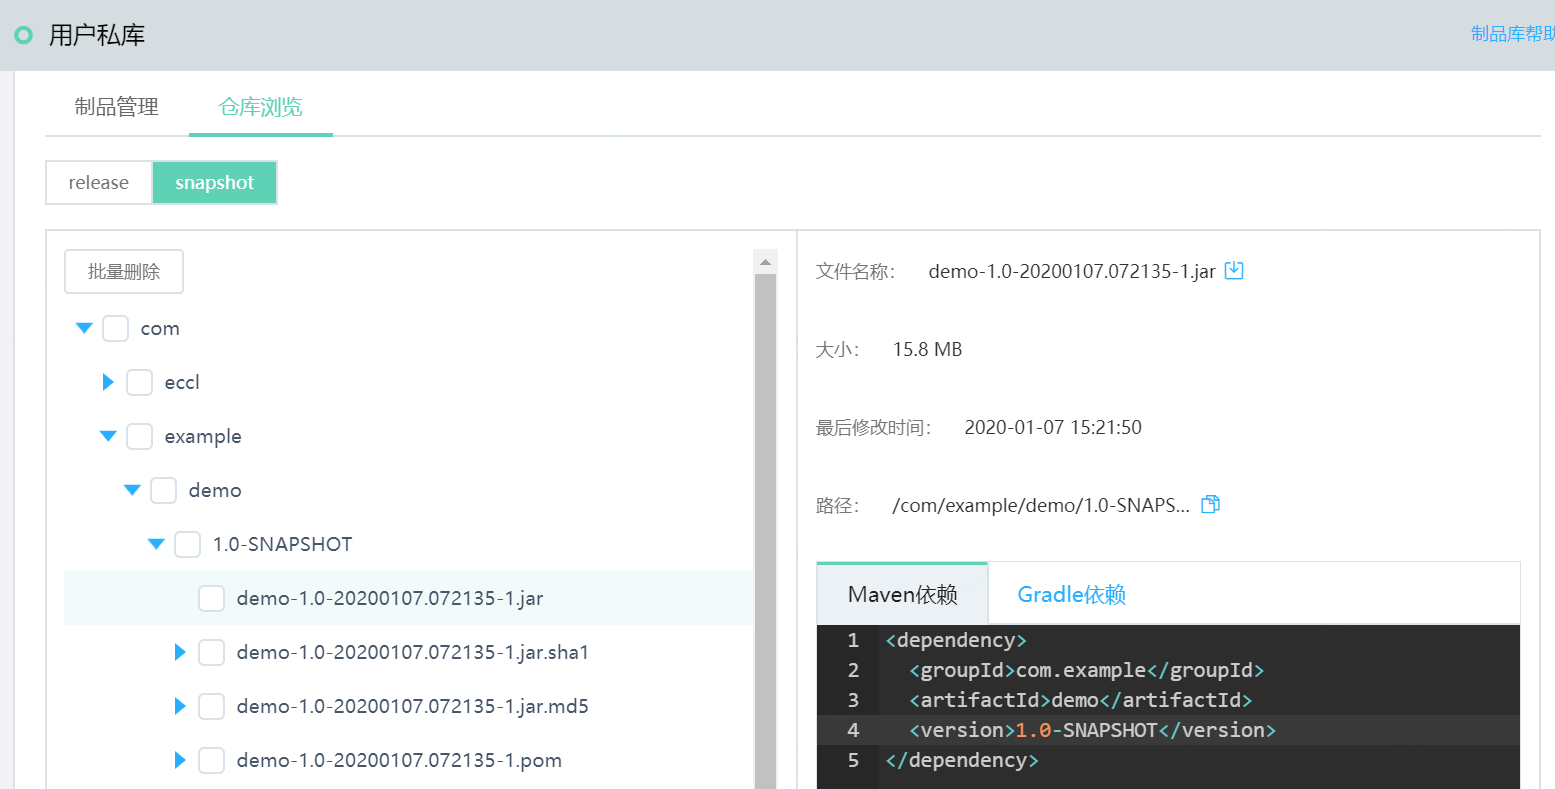 用户私库
制品库帮助
制品管理
仓库浏览
release
snapshot
批量删除
com
eccl
example
demo
1.0-SNAPSHOT
demo-1.0-20200107.072135-1.jar
demo-1.0-20200107.072135-1.jar.sha1
demo-1.0-20200107.072135-1.jar.md5
demo-1.0-20200107.072135-1.pom
文件名称： demo-1.0-20200107.072135-1.jar
大小： 15.8 MB
最后修改时间： 2020-01-07 15:21:50
路径： /com/example/demo/1.0-SNAPS...
Maven依赖
Gradle依赖
1 <dependency>
2 <groupId>com.example</groupId>
3 <artifactId>demo</artifactId>
4 <version>1.0-SNAPSHOT</version>
5 </dependency>